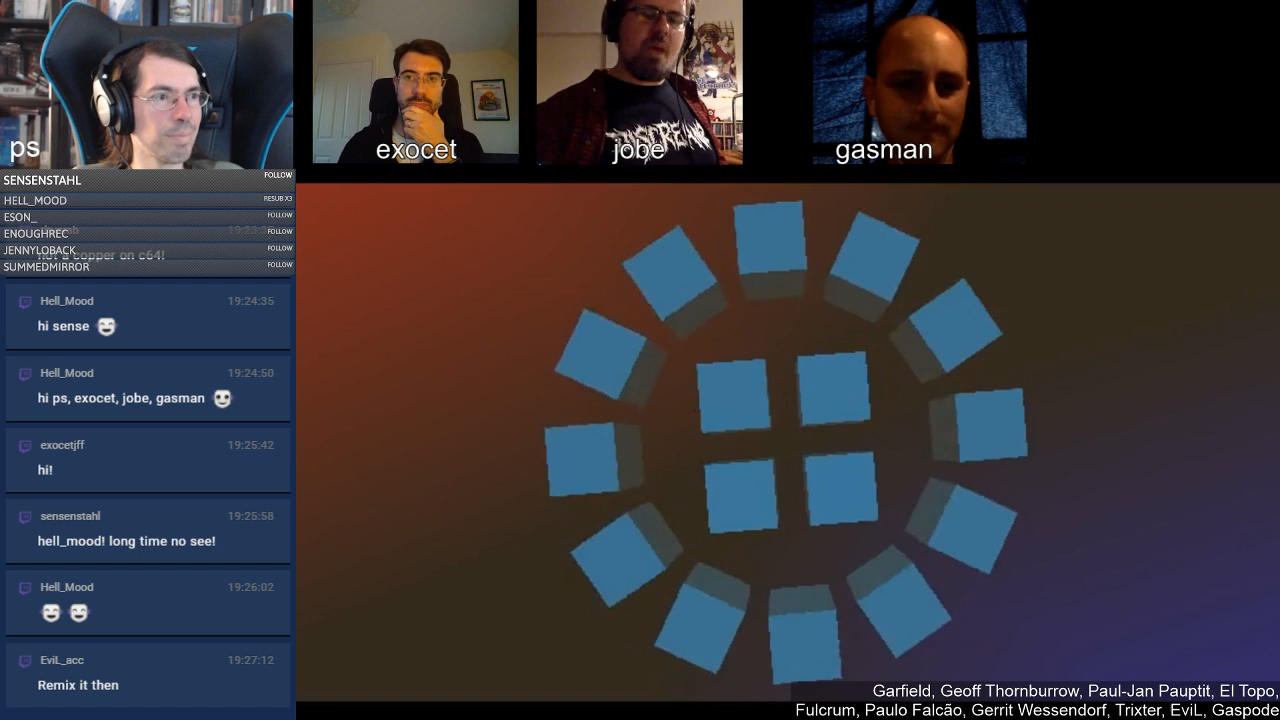 ps
exocet
jobe
gasman
SENSENSTAHL FOLLOW
HELL_MOOD RESUB X3
ESON_ FOLLOW
ENOUGHREC FOLLOW
JENNYLOBACK FOLLOW
SUMMEDMIRROR FOLLOW
copper on c64!
Hell_Mood 19:24:35
hi sense
Hell_Mood 19:24:50
hi ps, exocet, jobe, gasman
exocetjff 19:25:42
hi!
sensenstahl 19:25:58
hell_mood! long time no see!
Hell_Mood 19:26:02
EviL_acc 19:27:12
Remix it then
Garfield, Geoff Thornburrow, Paul-Jan Pauptit, El Topo,
Fulcrum, Paulo Falcão, Gerrit Wessendorf, Trixter, EviL, Gaspode